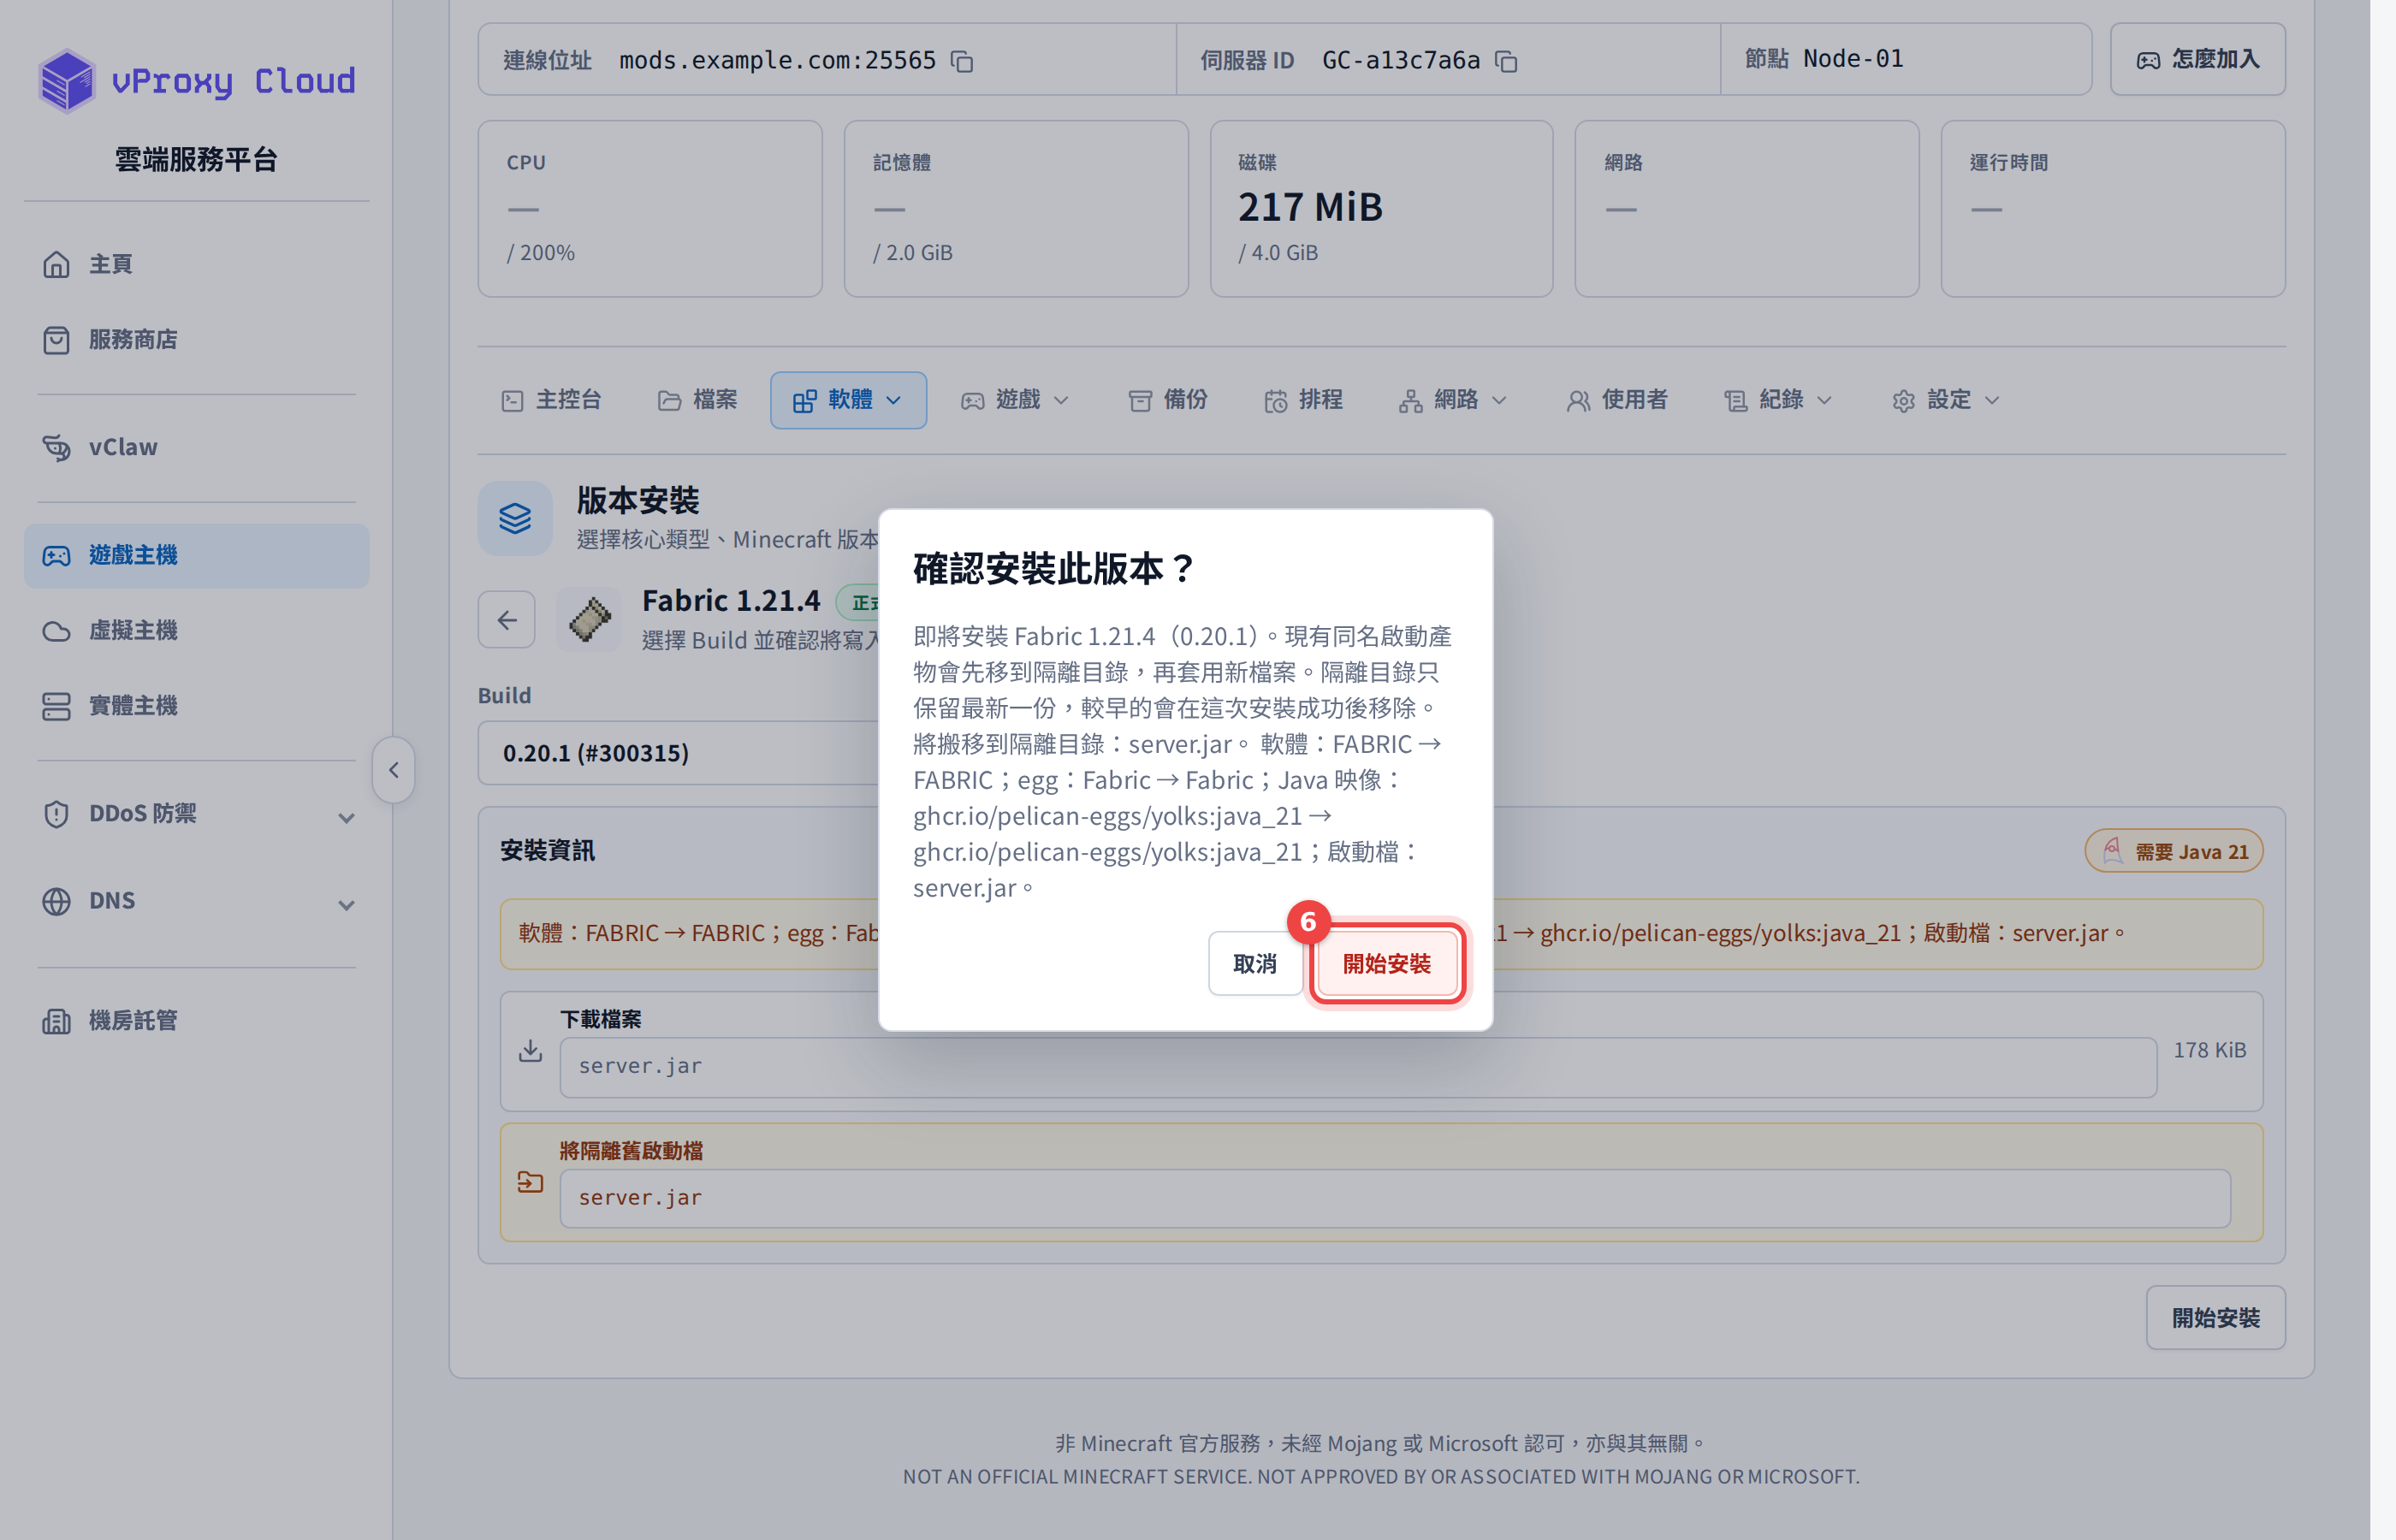 vProxy Cloud
雲端服務平台
主頁
服務商店
vClaw
遊戲主機
虛擬主機
實體主機
DDoS 防禦
DNS
機房託管
連線位址 mods.example.com:25565
伺服器 ID GC-a13c7a6a
節點 Node-01
怎麼加入
CPU
—
/ 200%
記憶體
—
/ 2.0 GiB
磁碟
217 MiB
/ 4.0 GiB
網路
—
運行時間
—
主控台 檔案 軟體 遊戲 備份 排程 網路 使用者 紀錄 設定
版本安裝
選擇核心類型、Minecraft 版本
Fabric 1.21.4
選擇 Build 並確認將寫入
Build
0.20.1 (#300315)
安裝資訊
需要 Java 21
軟體：FABRIC → FABRIC；egg：Fab
→ ghcr.io/pelican-eggs/yolks:java_21；啟動檔：server.jar。
下載檔案
server.jar
178 KiB
將隔離舊啟動檔
server.jar
開始安裝
確認安裝此版本？
即將安裝 Fabric 1.21.4（0.20.1）。現有同名啟動產
物會先移到隔離目錄，再套用新檔案。隔離目錄只
保留最新一份，較早的會在這次安裝成功後移除。
將搬移到隔離目錄：server.jar。 軟體：FABRIC →
FABRIC；egg：Fabric → Fabric；Java 映像：
ghcr.io/pelican-eggs/yolks:java_21 →
ghcr.io/pelican-eggs/yolks:java_21；啟動檔：
server.jar。
6
取消
開始安裝
非 Minecraft 官方服務，未經 Mojang 或 Microsoft 認可，亦與其無關。
NOT AN OFFICIAL MINECRAFT SERVICE. NOT APPROVED BY OR ASSOCIATED WITH MOJANG OR MICROSOFT.